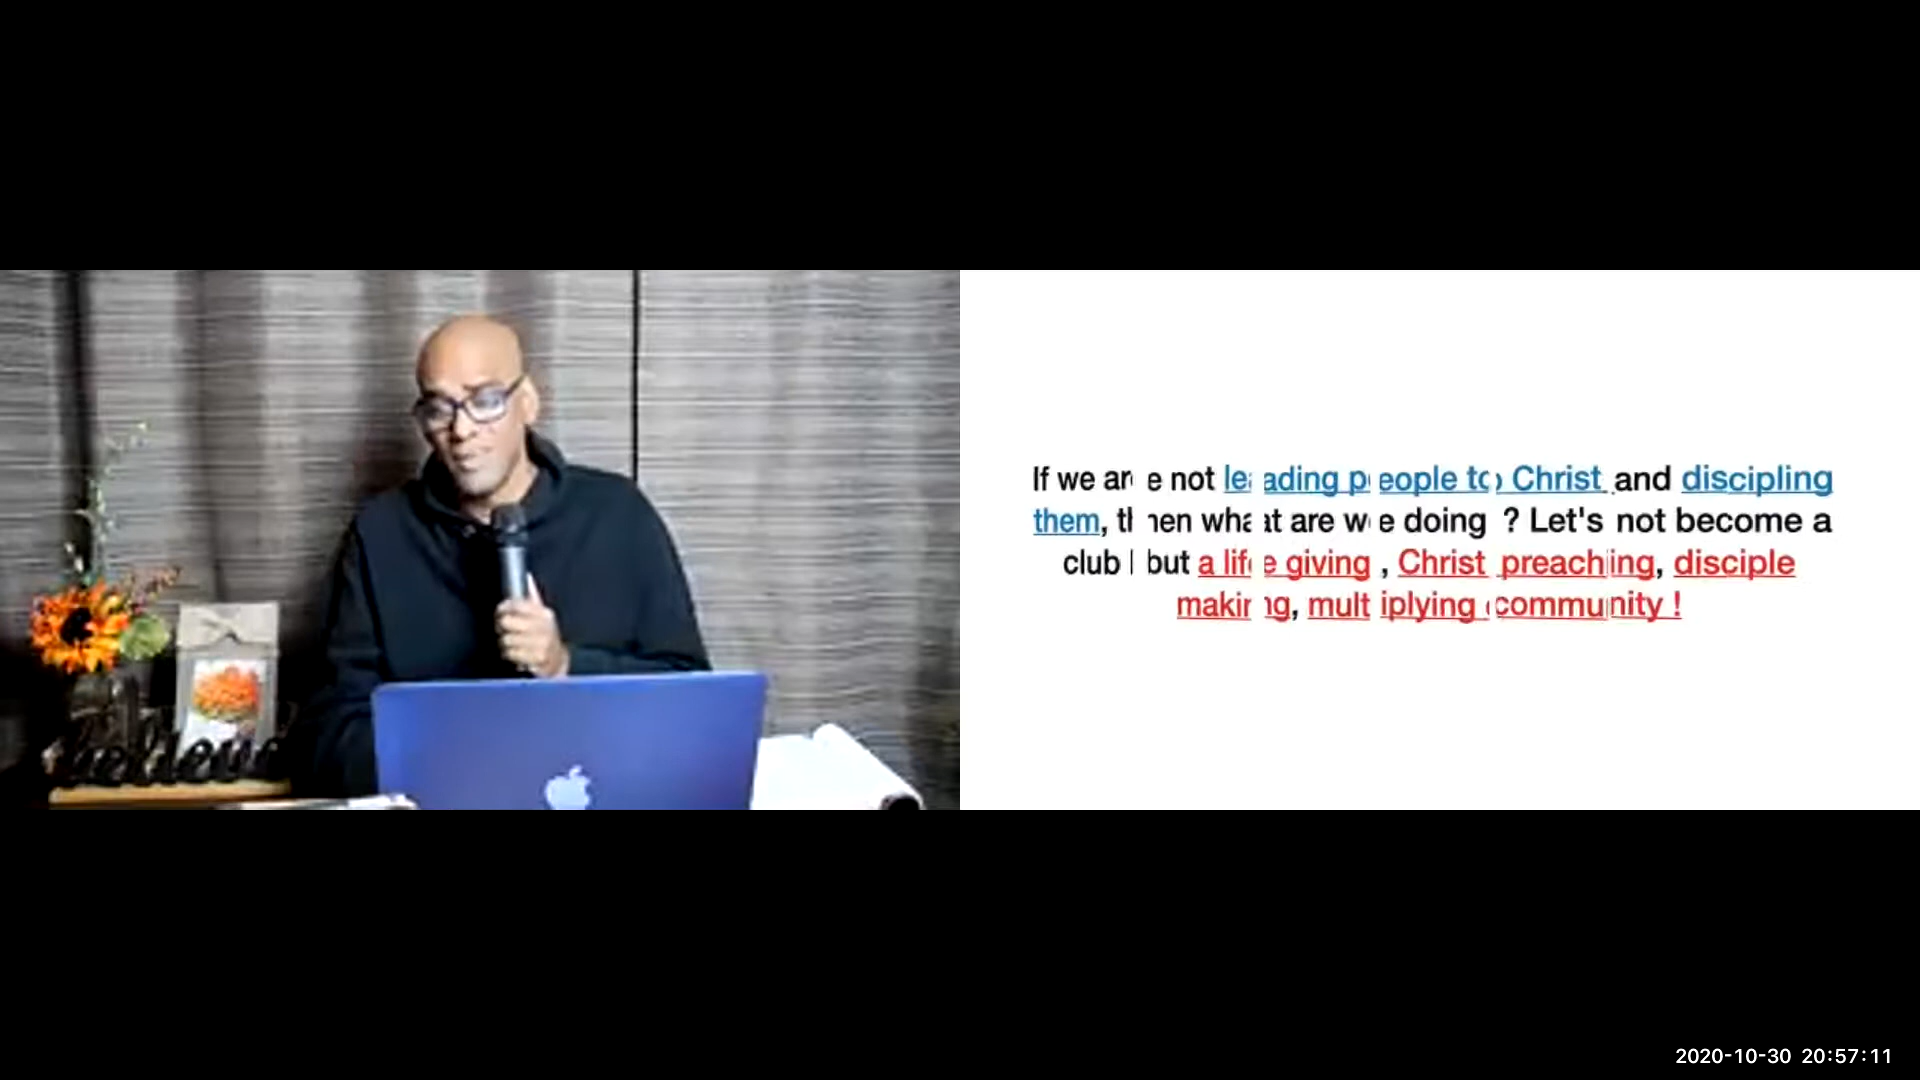 If we are not leading people to Christ and discipling
them, then what are we doing ? Let's not become a
club but a life giving , Christ preaching, disciple
making, multiplying community !
believe
2020-10-30 20:57:11